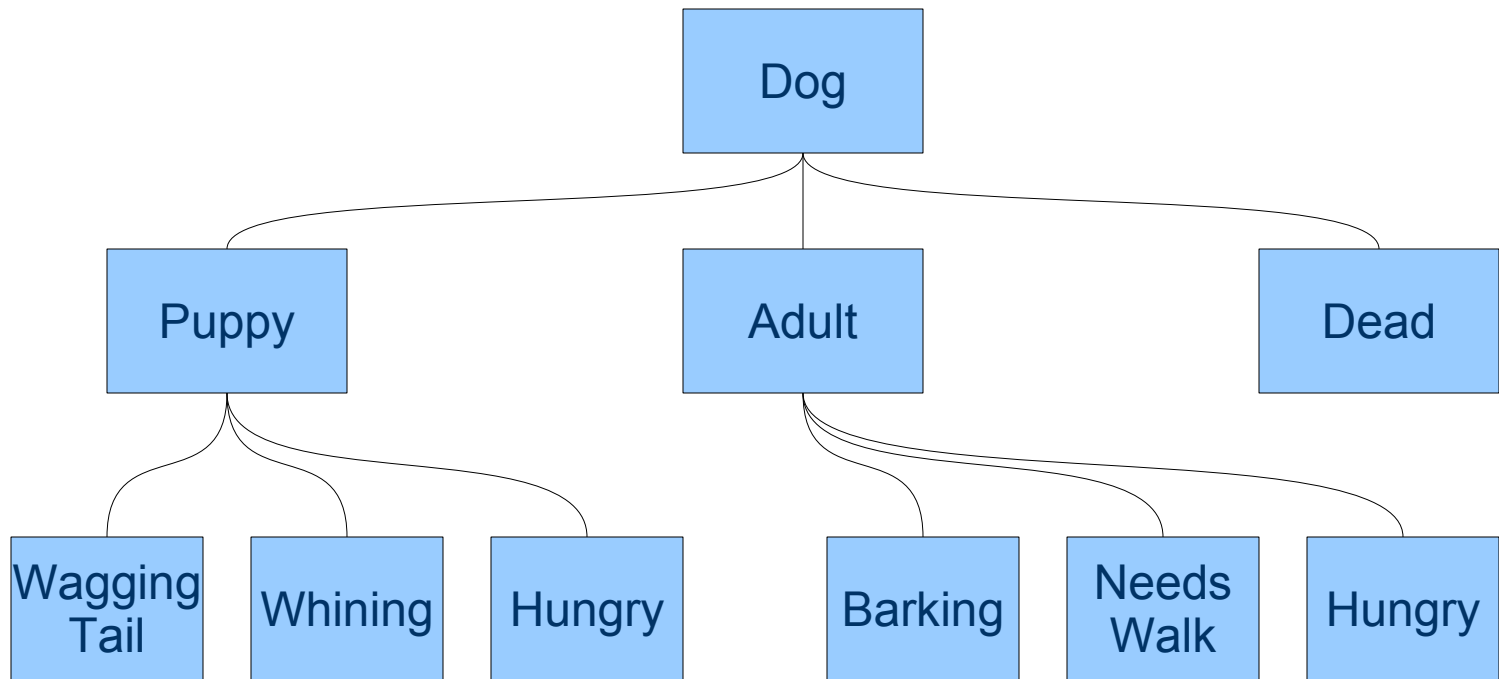 Dog
Puppy
Adult
Dead
Wagging
Tail
Whining
Hungry
Barking
Needs
Walk
Hungry